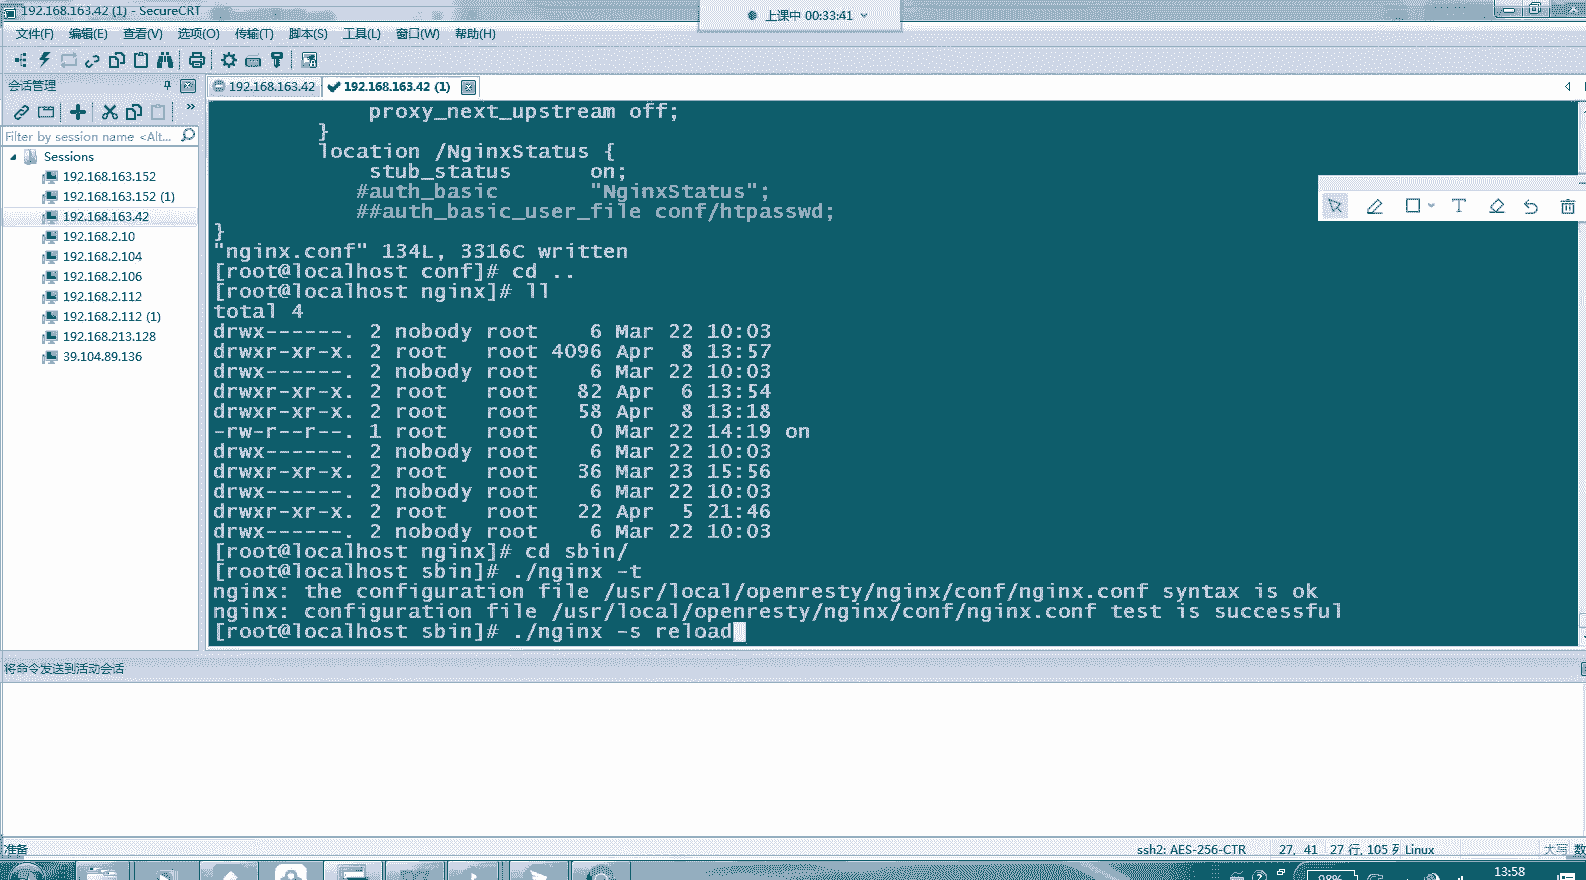 192.168.163.42 (1) - SecureCRT
上课中 00:33:41
文件(F) 编辑(E) 查看(V) 选项(O) 传输(T) 脚本(S) 工具(L) 窗口(W) 帮助(H)
会话管理
192.168.163.42
192.168.163.42 (1)
Filter by session name <Alt...
Sessions
192.168.163.152
192.168.163.152 (1)
192.168.163.42
192.168.2.10
192.168.2.104
192.168.2.106
192.168.2.112
192.168.2.112 (1)
192.168.213.128
39.104.89.136
proxy_next_upstream off;
}
location /NginxStatus {
stub_status on;
#auth_basic "NginxStatus";
##auth_basic_user_file conf/htpasswd;
}
"nginx.conf" 134L, 3316C written
[root@localhost conf]# cd ..
[root@localhost nginx]# ll
total 4
drwx------. 2 nobody root 6 Mar 22 10:03
drwxr-xr-x. 2 root root 4096 Apr 8 13:57
drwx------. 2 nobody root 6 Mar 22 10:03
drwxr-xr-x. 2 root root 82 Apr 6 13:54
drwxr-xr-x. 2 root root 58 Apr 8 13:18
-rw-r--r--. 1 root root 0 Mar 22 14:19 on
drwx------. 2 nobody root 6 Mar 22 10:03
drwxr-xr-x. 2 root root 36 Mar 23 15:56
drwx------. 2 nobody root 6 Mar 22 10:03
drwxr-xr-x. 2 root root 22 Apr 5 21:46
drwx------. 2 nobody root 6 Mar 22 10:03
[root@localhost nginx]# cd sbin/
[root@localhost sbin]# ./nginx -t
nginx: the configuration file /usr/local/openresty/nginx/conf/nginx.conf syntax is ok
nginx: configuration file /usr/local/openresty/nginx/conf/nginx.conf test is successful
[root@localhost sbin]# ./nginx -s reload
将命令发送到活动会话
准备
ssh2: AES-256-CTR 27, 41 27 行, 105 列 Linux 大写 数
98%
13:58